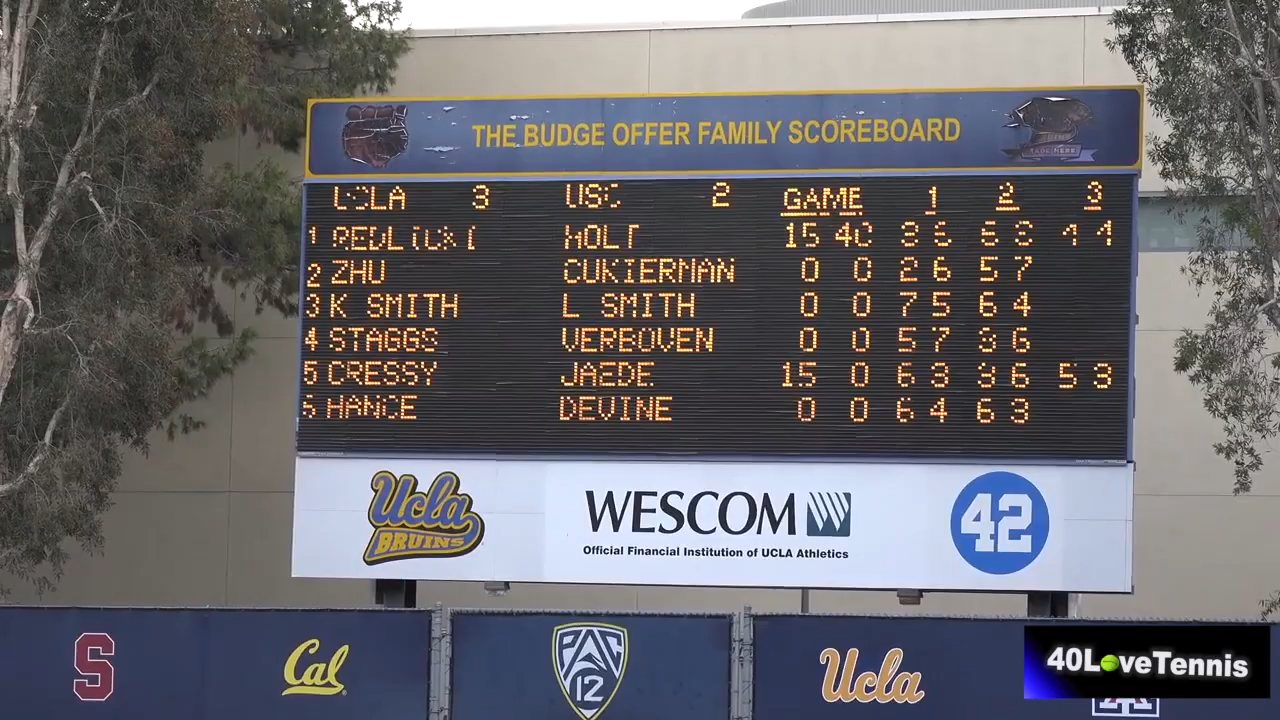 THE BUDGE OFFER FAMILY SCOREBOARD
UCLA 3 USC 2 GAME 1 2 3
1 HOLT 15 40 3 6 6 3 4 4
2 ZHU CUKIERMAN 0 0 2 6 5 7
3 K SMITH L SMITH 0 0 7 5 6 4
4 STAGGS VERBOVEN 0 0 5 7 3 6
5 CRESSY JAEDE 15 0 6 3 3 6 5 3
6 HANCE DEVINE 0 0 6 4 6 3
Ucla
BRUINS
WESCOM
Official Financial Institution of UCLA Athletics
42
S
Cal
PAC
12
Ucla
A
40LoveTennis